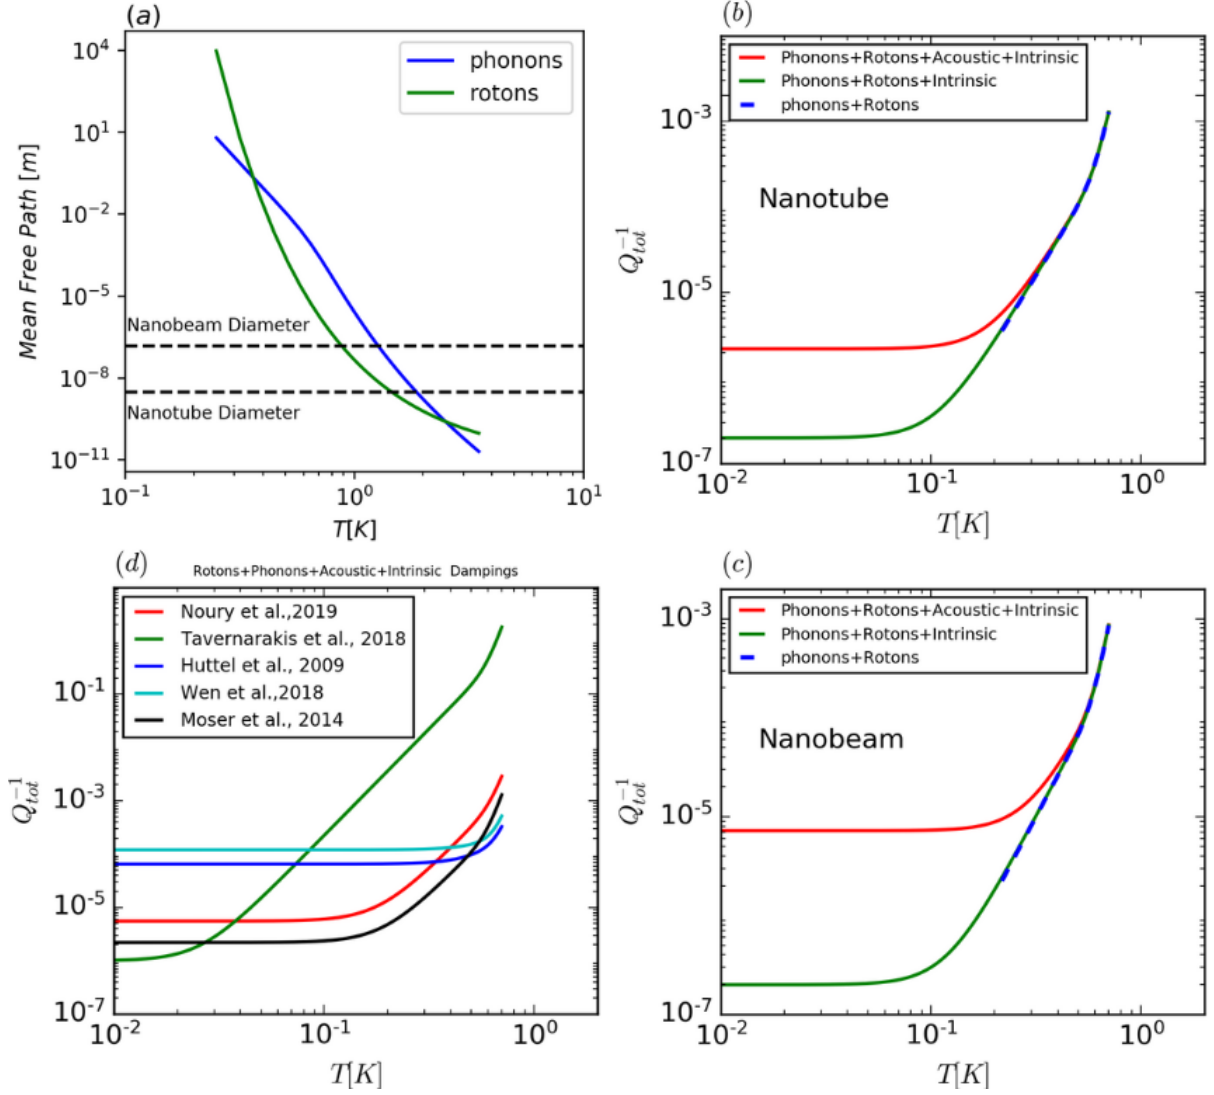 (a)
Mean Free Path [m]
10^4
10^1
10^-2
10^-5
10^-8
10^-11
phonons
rotons
Nanobeam Diameter
Nanotube Diameter
10^-1
10^0
10^1
T[K]
(b)
Q_tot^-1
10^-3
10^-5
10^-7
Phonons+Rotons+Acoustic+Intrinsic
Phonons+Rotons+Intrinsic
phonons+Rotons
Nanotube
10^-2
10^-1
10^0
T[K]
(d)
Rotons+Phonons+Acoustic+Intrinsic Dampings
Q_tot^-1
10^-1
10^-3
10^-5
10^-7
Noury et al.,2019
Tavernarakis et al., 2018
Huttel et al., 2009
Wen et al.,2018
Moser et al., 2014
10^-2
10^-1
10^0
T[K]
(c)
Q_tot^-1
10^-3
10^-5
10^-7
Phonons+Rotons+Acoustic+Intrinsic
Phonons+Rotons+Intrinsic
phonons+Rotons
Nanobeam
10^-2
10^-1
10^0
T[K]